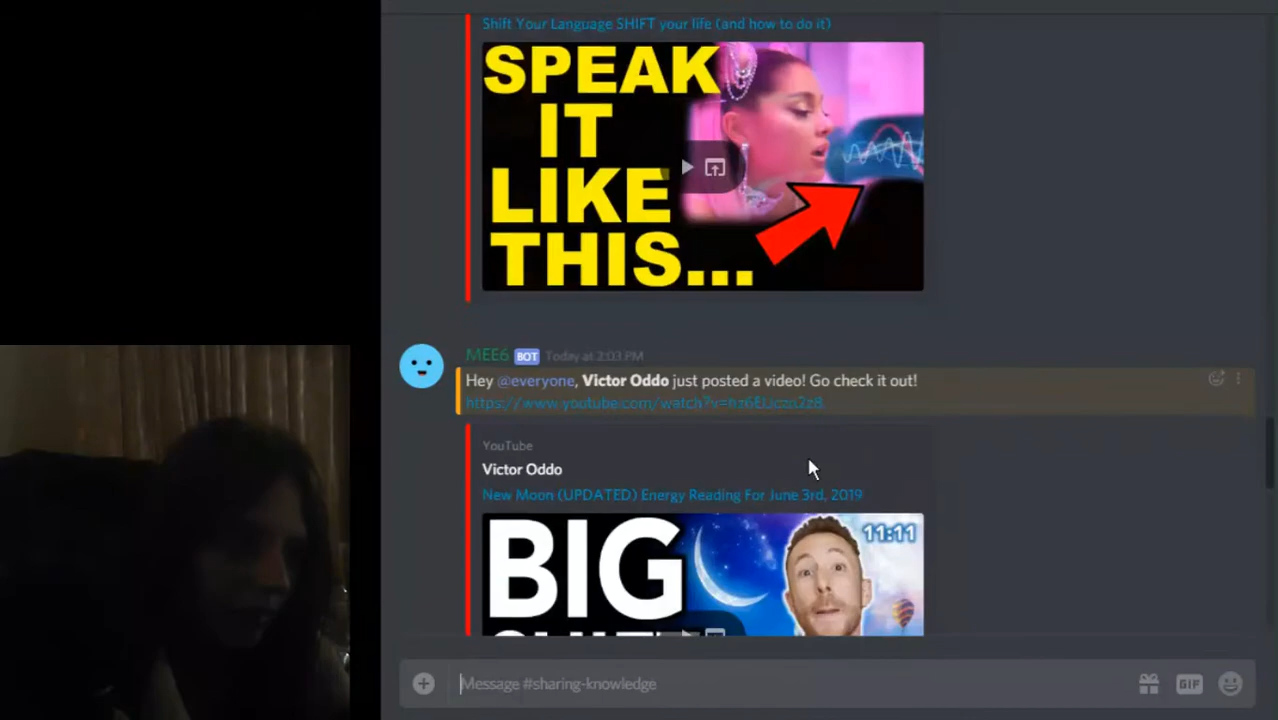 Shift Your Language SHIFT your life (and how to do it)
SPEAK
IT
LIKE
THIS...
MEE6 BOT Today at 2:03 PM
Hey @everyone, Victor Oddo just posted a video! Go check it out!
YouTube
Victor Oddo
New Moon (UPDATED) Energy Reading For June 3rd, 2019
BIG
11:11
Message #sharing-knowledge
GIF